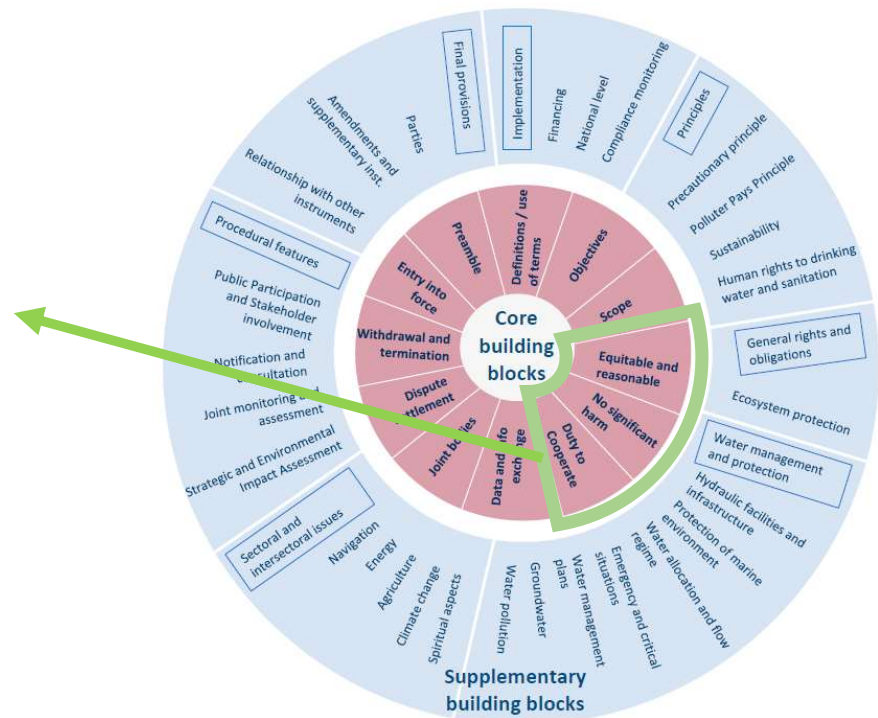 Final provisions
Parties
Amendments and
supplementary inst.
Relationship with other
instruments
Implementation
Financing
National level
Compliance monitoring
Principles
Precautionary principle
Polluter Pays Principle
Sustainability
Human rights to drinking
water and sanitation
General rights and
obligations
Ecosystem protection
Water management
and protection
Hydraulic facilities and
infrastructure
Protection of marine
environment
Water allocation and flow
regime
Emergency and critical
situations
Water management
plans
Groundwater
Water pollution
Sectoral and
intersectoral issues
Navigation
Energy
Agriculture
Climate change
Spiritual aspects
Procedural features
Public Participation
and Stakeholder
involvement
Notification and
Joint monitoring and
assessment
Strategic and Environmental
Impact Assessment
Core
building
blocks
Definitions / use
of terms
Objectives
Scope
Equitable and
reasonable
No significant
harm
Duty to
Cooperate
Data and
exchange
Joint bodies
Dispute
Withdrawal and
termination
Entry into
force
Preamble
Supplementary
building blocks